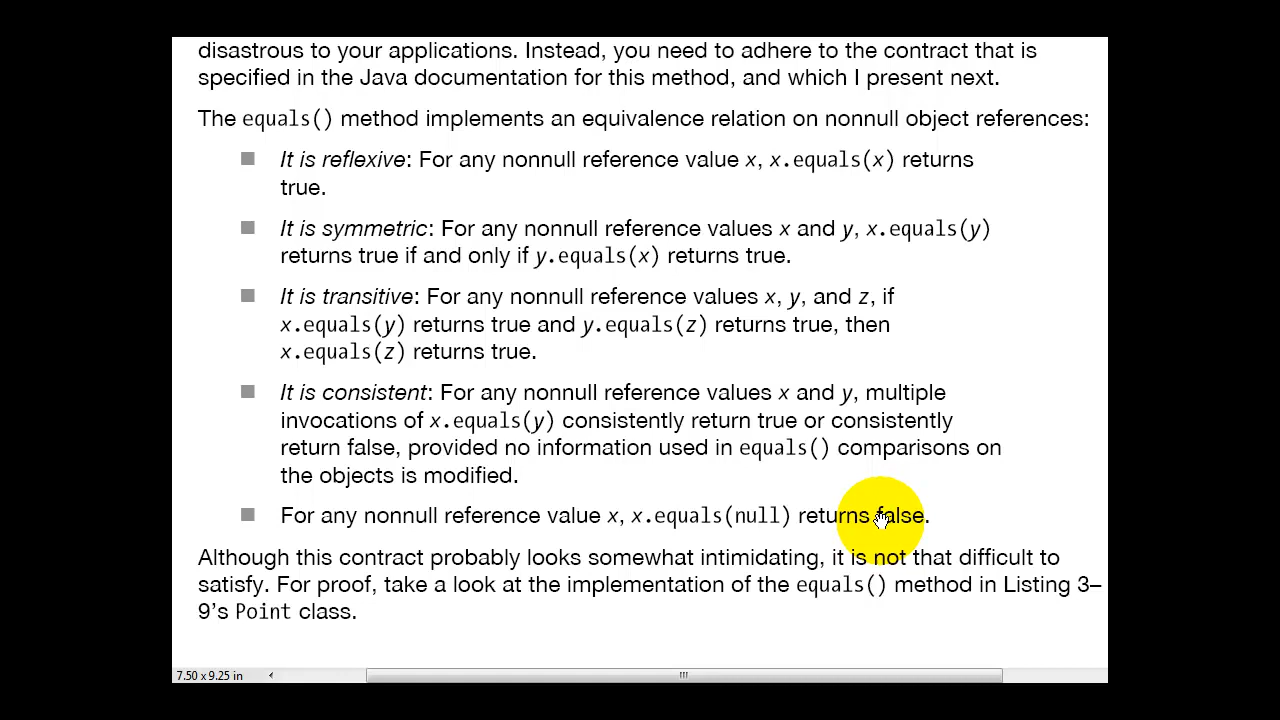 disastrous to your applications. Instead, you need to adhere to the contract that is
specified in the Java documentation for this method, and which I present next.
The equals() method implements an equivalence relation on nonnull object references:
It is reflexive: For any nonnull reference value x, x.equals(x) returns
true.
It is symmetric: For any nonnull reference values x and y, x.equals(y)
returns true if and only if y.equals(x) returns true.
It is transitive: For any nonnull reference values x, y, and z, if
x.equals(y) returns true and y.equals(z) returns true, then
x.equals(z) returns true.
It is consistent: For any nonnull reference values x and y, multiple
invocations of x.equals(y) consistently return true or consistently
return false, provided no information used in equals() comparisons on
the objects is modified.
For any nonnull reference value x, x.equals(null) returns false.
Although this contract probably looks somewhat intimidating, it is not that difficult to
satisfy. For proof, take a look at the implementation of the equals() method in Listing 3–
9’s Point class.
7.50 x 9.25 in